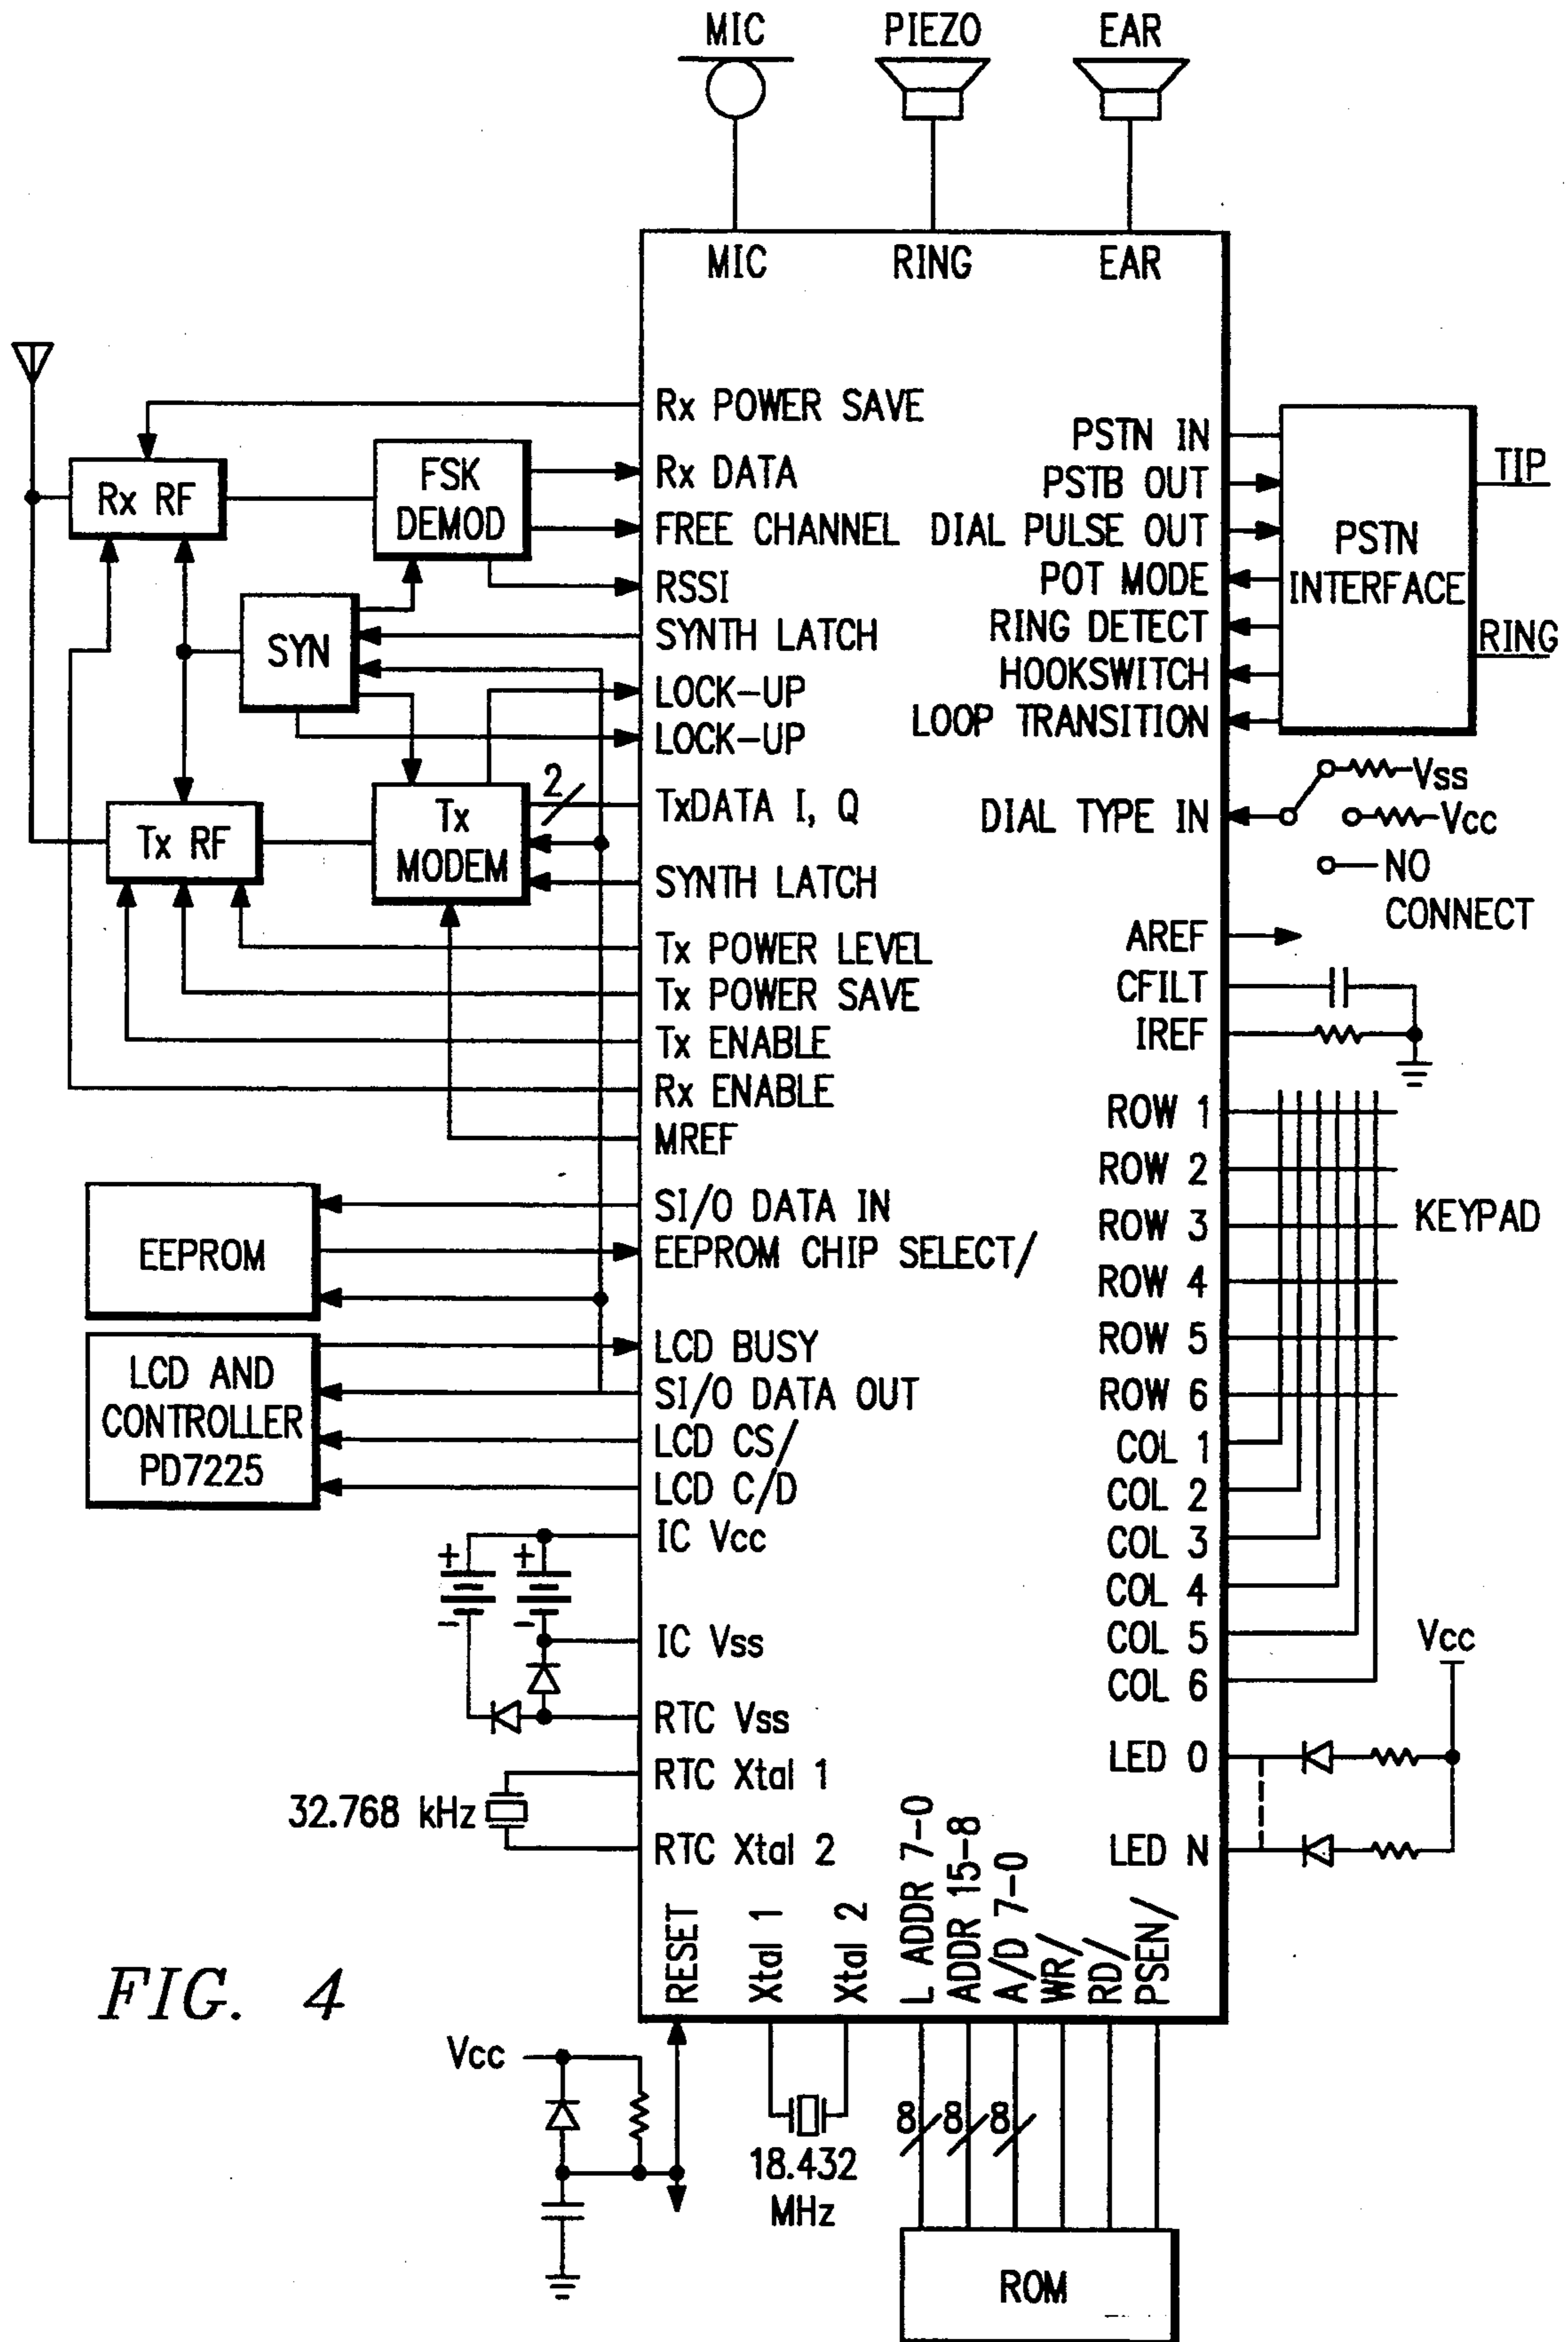 MIC
PIEZO
EAR
MIC
RING
EAR
Rx POWER SAVE
Rx DATA
FREE CHANNEL
RSSI
SYNTH LATCH
LOCK-UP
LOCK-UP
TxDATA I, Q
SYNTH LATCH
Tx POWER LEVEL
Tx POWER SAVE
Tx ENABLE
Rx ENABLE
MREF
SI/O DATA IN
EEPROM CHIP SELECT/
LCD BUSY
SI/O DATA OUT
LCD CS/
LCD C/D
IC Vcc
IC Vss
RTC Vss
RTC Xtal 1
RTC Xtal 2
Rx RF
FSK
DEMOD
SYN
Tx RF
Tx
MODEM
2
EEPROM
LCD AND
CONTROLLER
PD7225
+
+
-
-
32.768 kHz
PSTN IN
PSTB OUT
DIAL PULSE OUT
POT MODE
RING DETECT
HOOKSWITCH
LOOP TRANSITION
DIAL TYPE IN
AREF
CFILT
IREF
ROW 1
ROW 2
ROW 3
ROW 4
ROW 5
ROW 6
COL 1
COL 2
COL 3
COL 4
COL 5
COL 6
LED 0
LED N
PSTN
INTERFACE
TIP
RING
Vss
Vcc
NO
CONNECT
KEYPAD
Vcc
RESET
Xtal 1
Xtal 2
L ADDR 7-0
ADDR 15-8
A/D 7-0
WR/
RD/
PSEN/
FIG. 4
Vcc
18.432
MHz
8
8
8
ROM